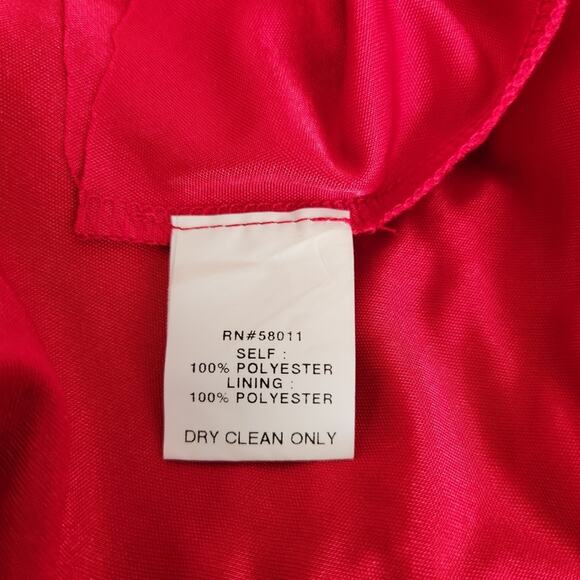 RN#58011
SELF :
100% POLYESTER
LINING :
100% POLYESTER
DRY CLEAN ONLY